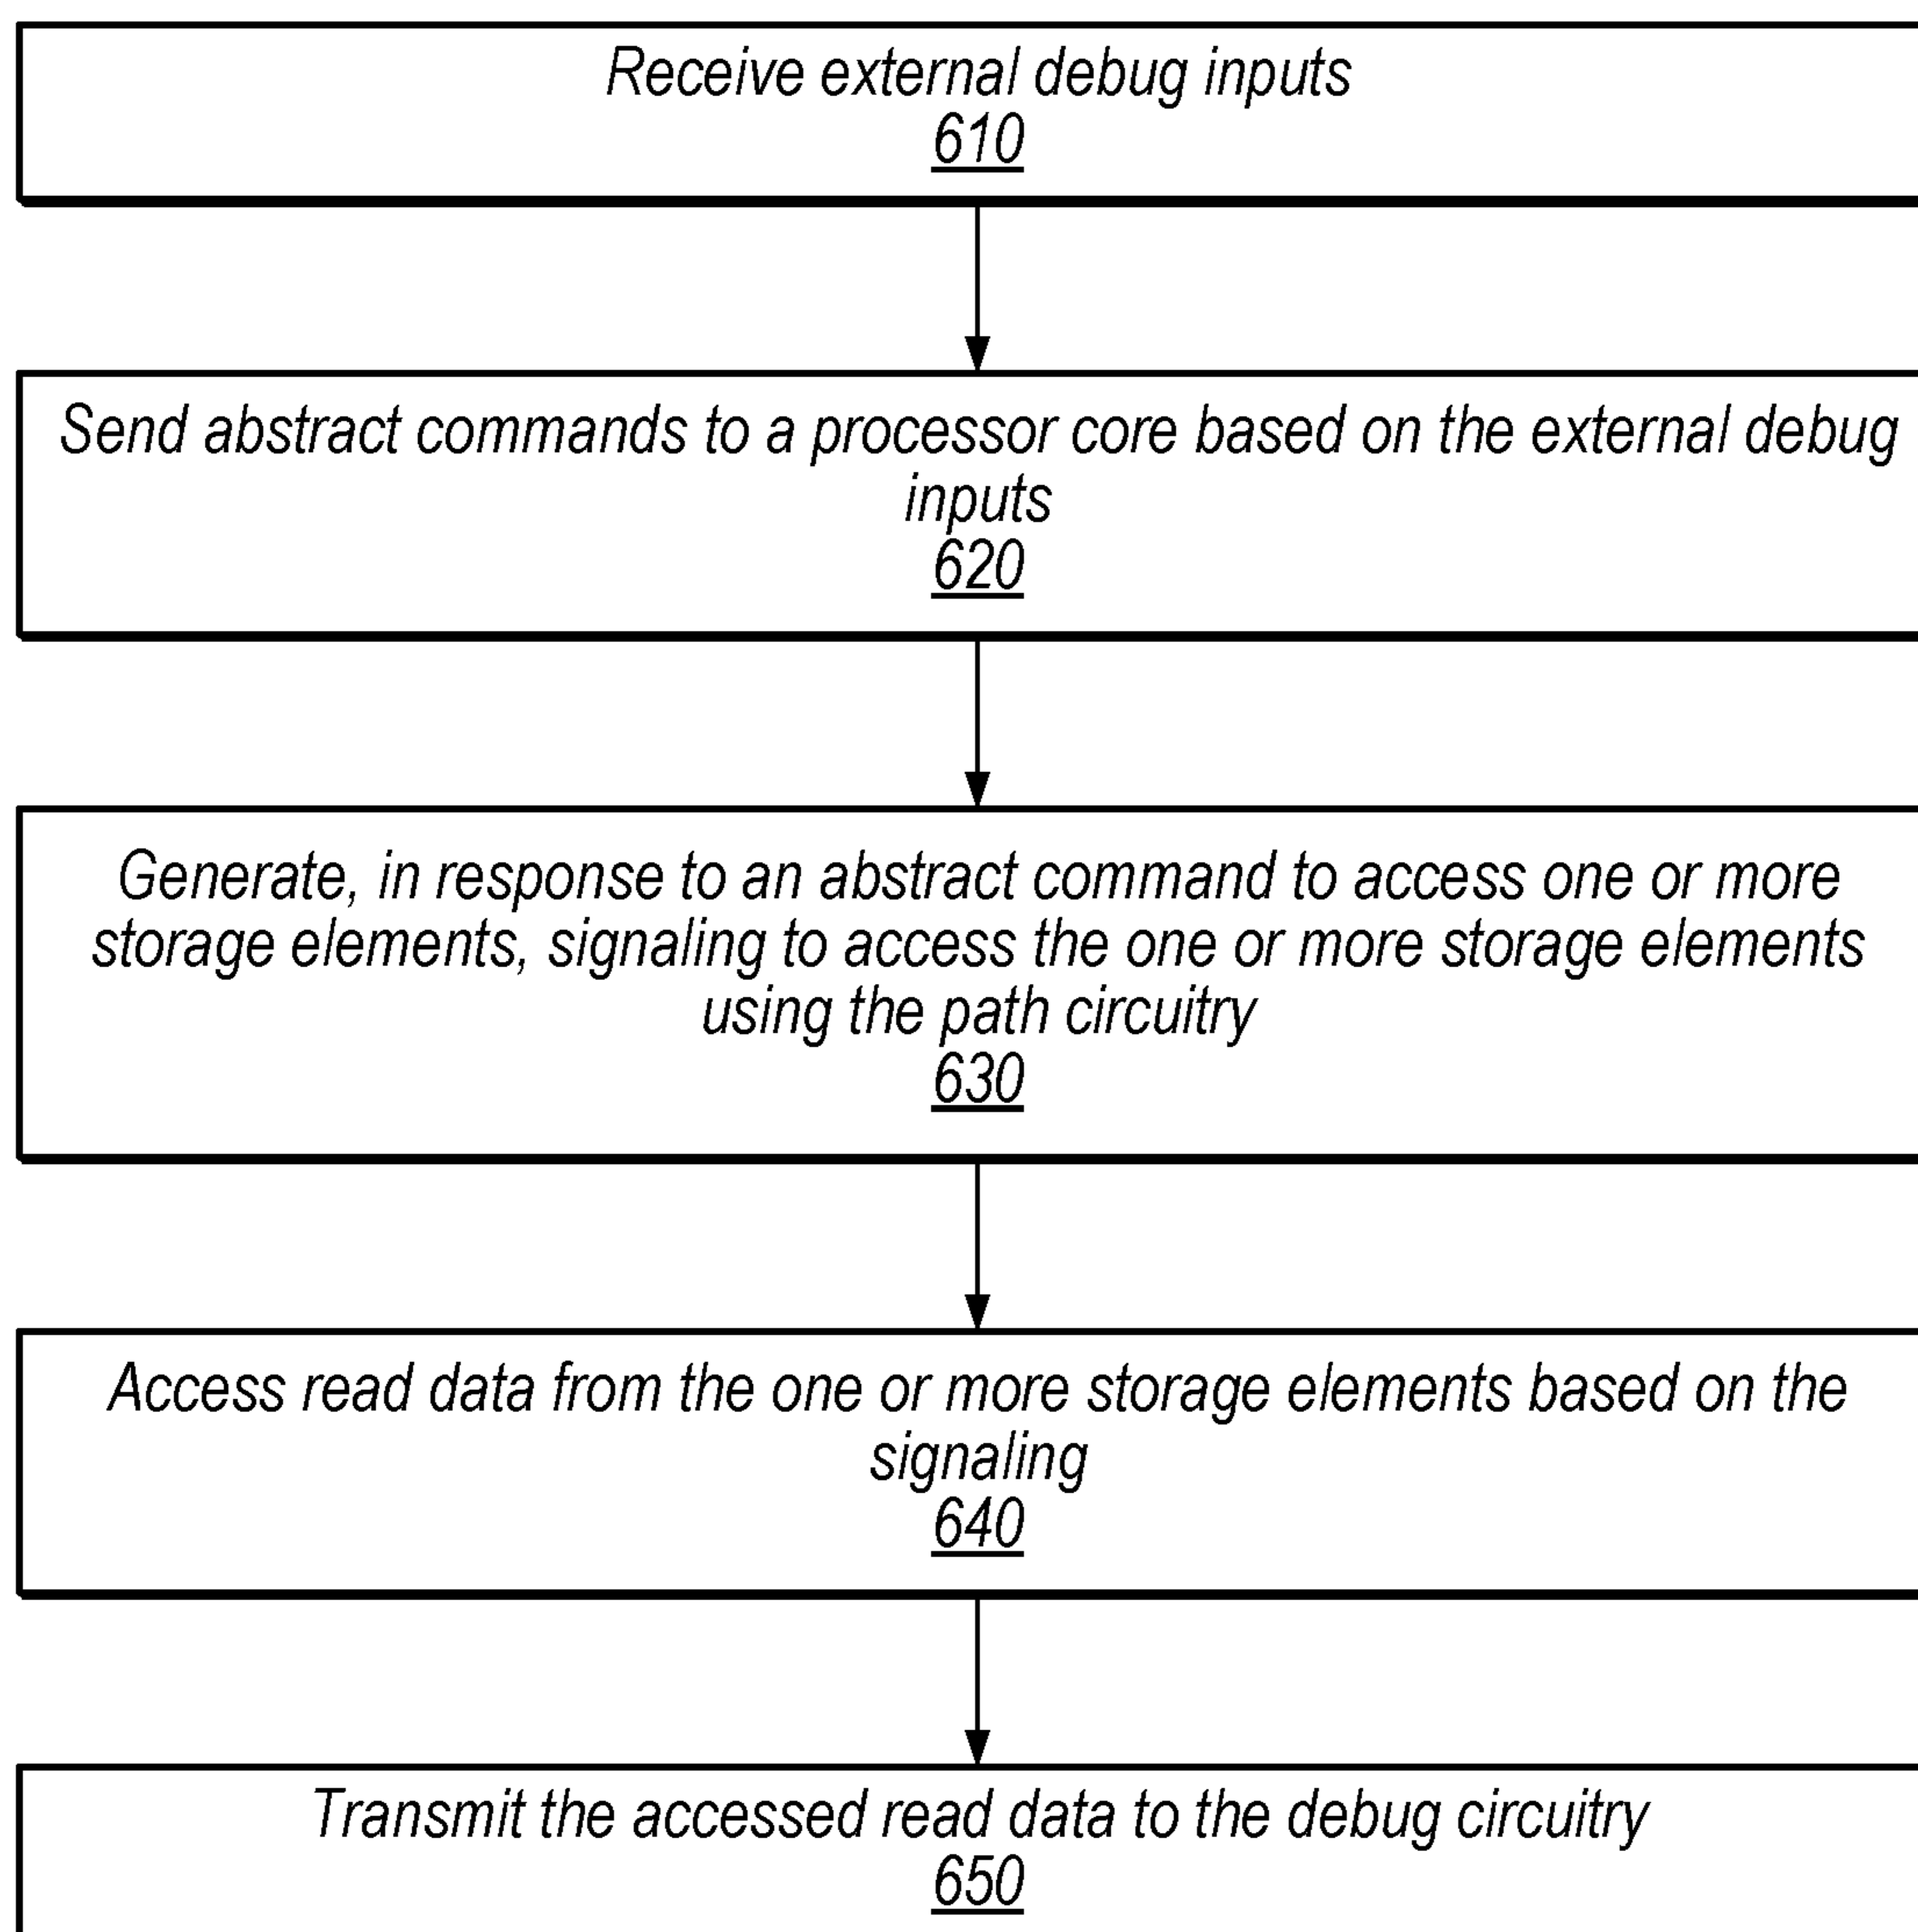 Receive external debug inputs
610
Send abstract commands to a processor core based on the external debug
inputs
620
Generate, in response to an abstract command to access one or more
storage elements, signaling to access the one or more storage elements
using the path circuitry
630
Access read data from the one or more storage elements based on the
signaling
640
Transmit the accessed read data to the debug circuitry
650